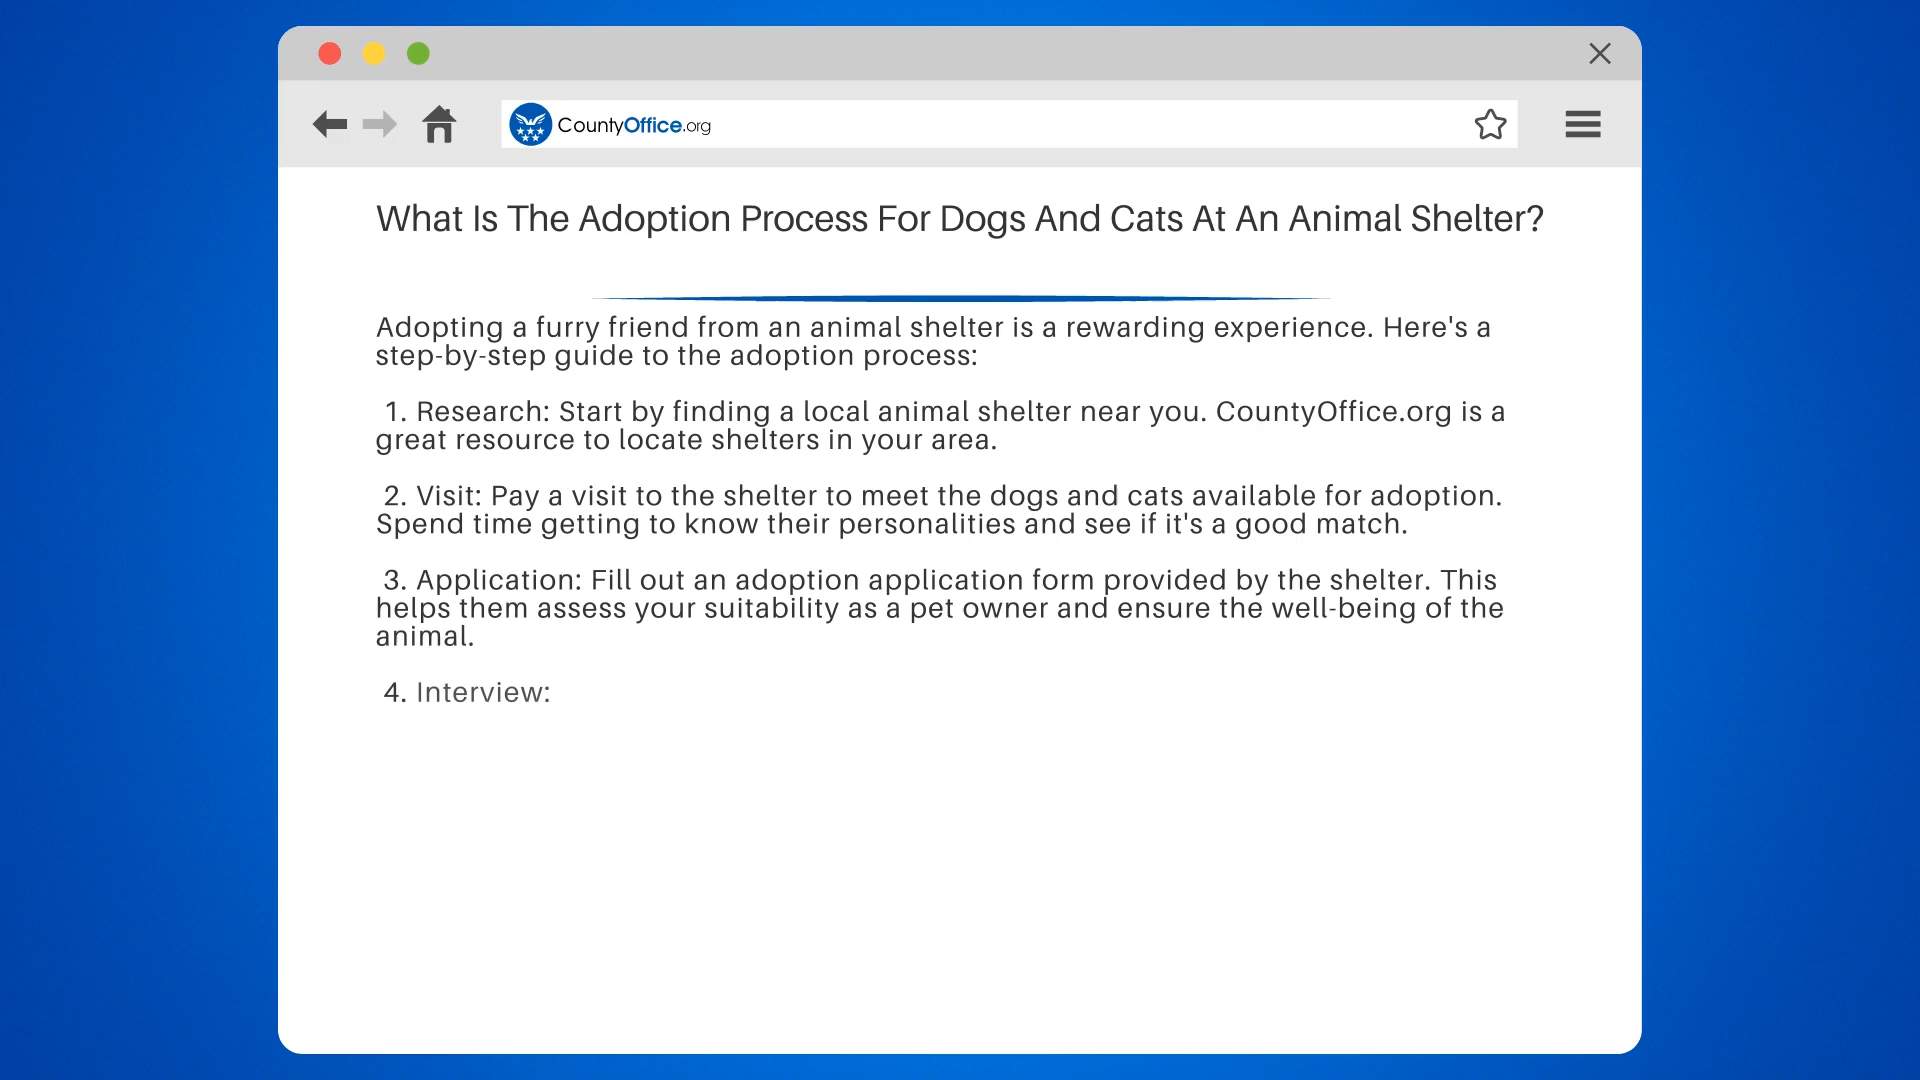 CountyOffice.org
What Is The Adoption Process For Dogs And Cats At An Animal Shelter?
Adopting a furry friend from an animal shelter is a rewarding experience. Here's a
step-by-step guide to the adoption process:
1. Research: Start by finding a local animal shelter near you. CountyOffice.org is a
great resource to locate shelters in your area.
2. Visit: Pay a visit to the shelter to meet the dogs and cats available for adoption.
Spend time getting to know their personalities and see if it's a good match.
3. Application: Fill out an adoption application form provided by the shelter. This
helps them assess your suitability as a pet owner and ensure the well-being of the
animal.
4. Interview: